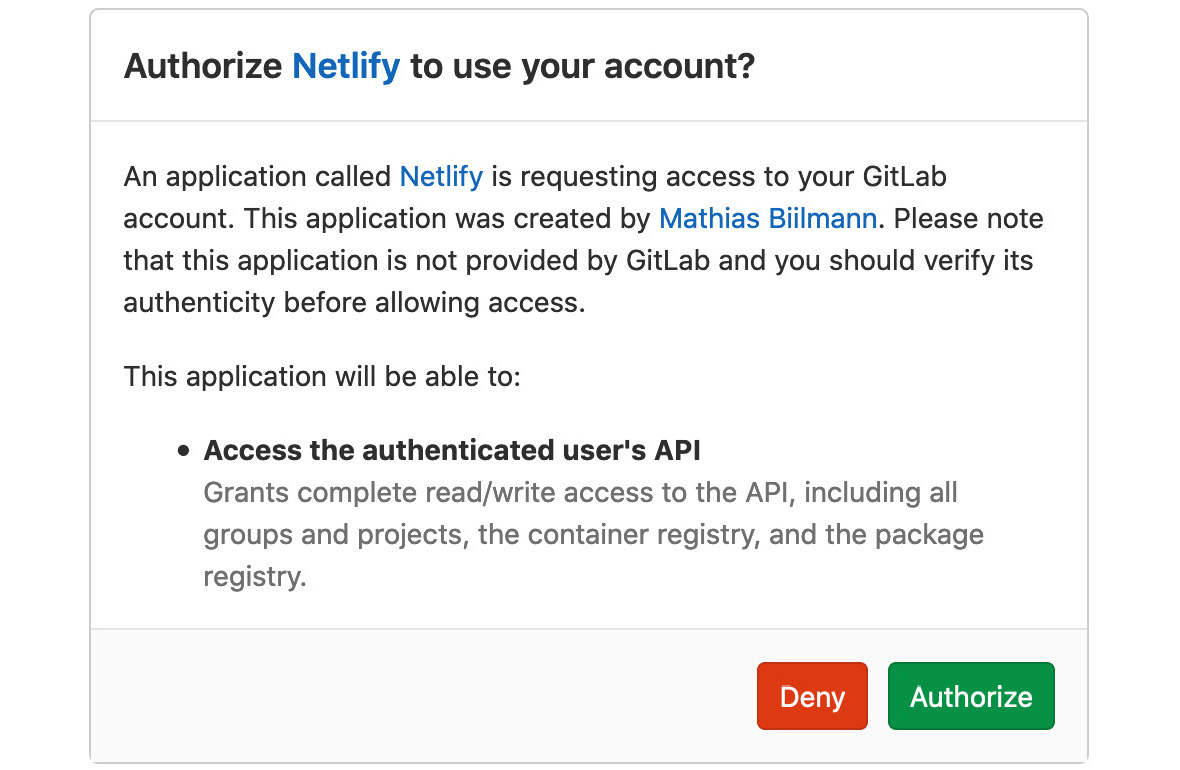 Authorize Netlify to use your account?
An application called Netlify is requesting access to your GitLab
account. This application was created by Mathias Biilmann. Please note
that this application is not provided by GitLab and you should verify its
authenticity before allowing access.
This application will be able to:
• Access the authenticated user's API
Grants complete read/write access to the API, including all
groups and projects, the container registry, and the package
registry.
Deny Authorize